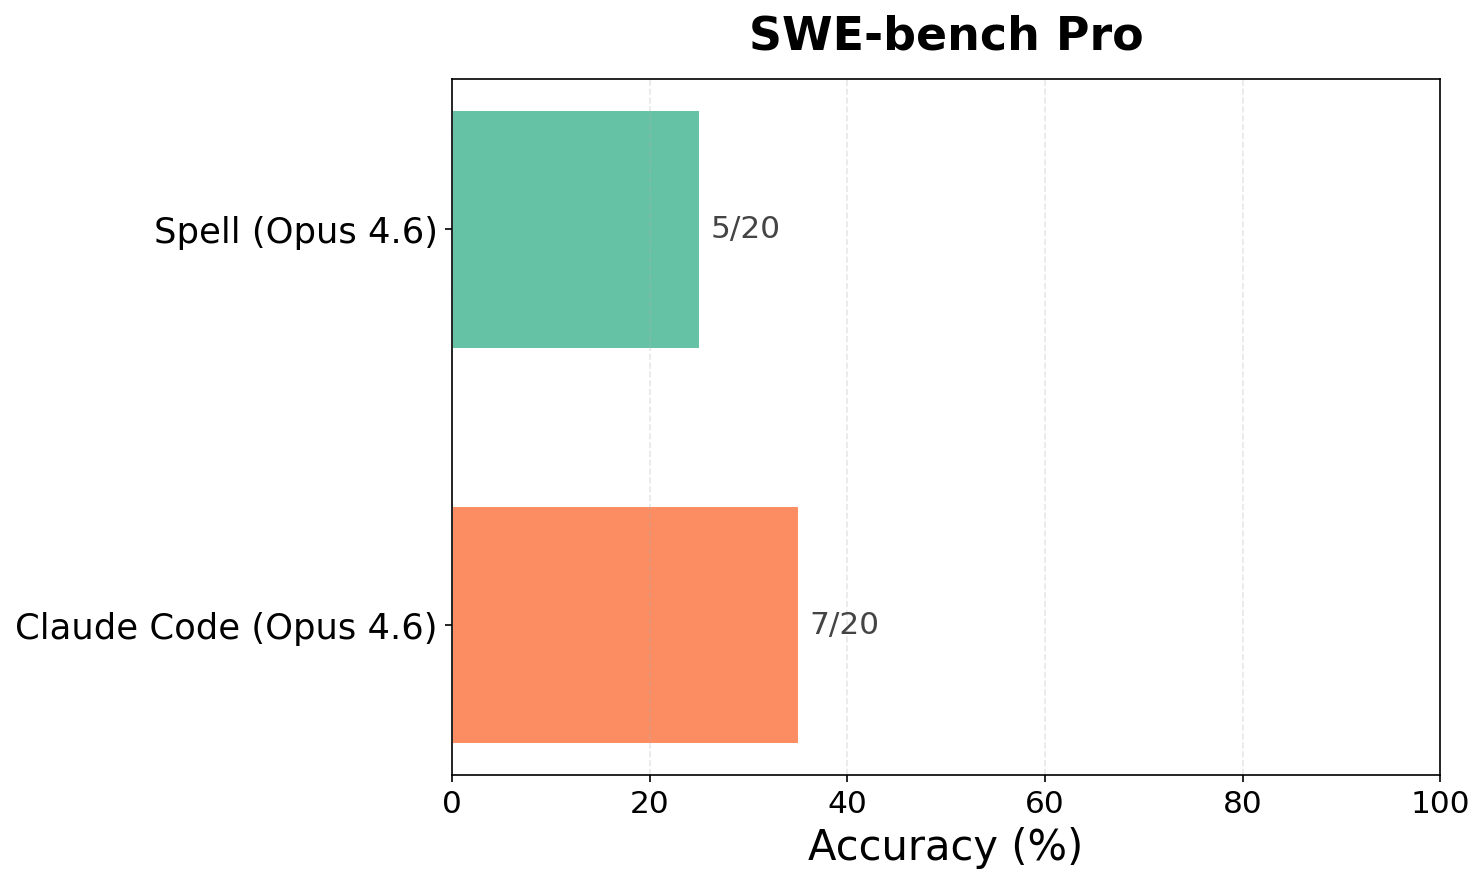 SWE-bench Pro
Spell (Opus 4.6)
5/20
Claude Code (Opus 4.6)
7/20
0 20 40 60 80 100
Accuracy (%)